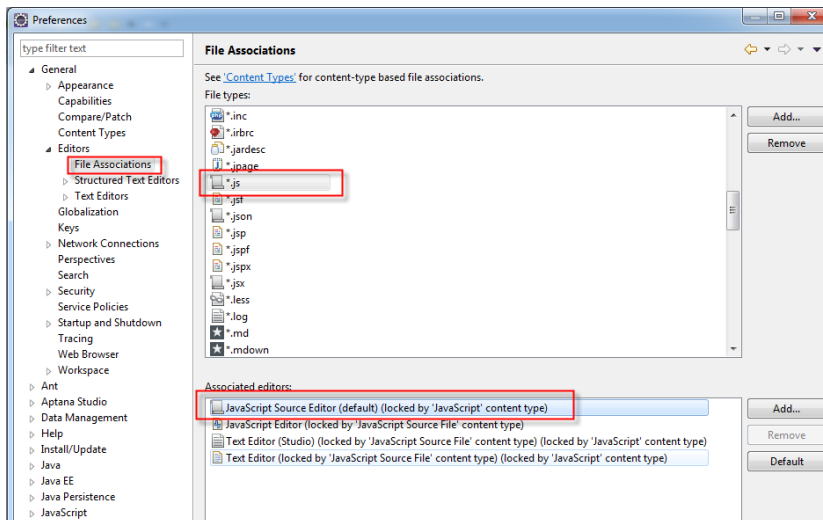 Preferences
type filter text
General
Appearance
Capabilities
Compare/Patch
Content Types
Editors
File Associations
Structured Text Editors
Text Editors
Globalization
Keys
Network Connections
Perspectives
Search
Security
Service Policies
Startup and Shutdown
Tracing
Web Browser
Workspace
Ant
Aptana Studio
Data Management
Help
Install/Update
Java
Java EE
Java Persistence
JavaScript
File Associations
See 'Content Types' for content-type based file associations.
File types:
*.inc
*.irbrc
*.jardesc
*.jpage
*.js
*.jsf
*.json
*.jsp
*.jspf
*.jspx
*.jsx
*.less
*.log
*.md
*.mdown
Add...
Remove
Associated editors:
JavaScript Source Editor (default) (locked by 'JavaScript' content type)
JavaScript Editor (locked by 'JavaScript Source File' content type)
Text Editor (Studio) (locked by 'JavaScript Source File' content type) (locked by 'JavaScript' content type)
Text Editor (locked by 'JavaScript Source File' content type) (locked by 'JavaScript' content type)
Add...
Remove
Default